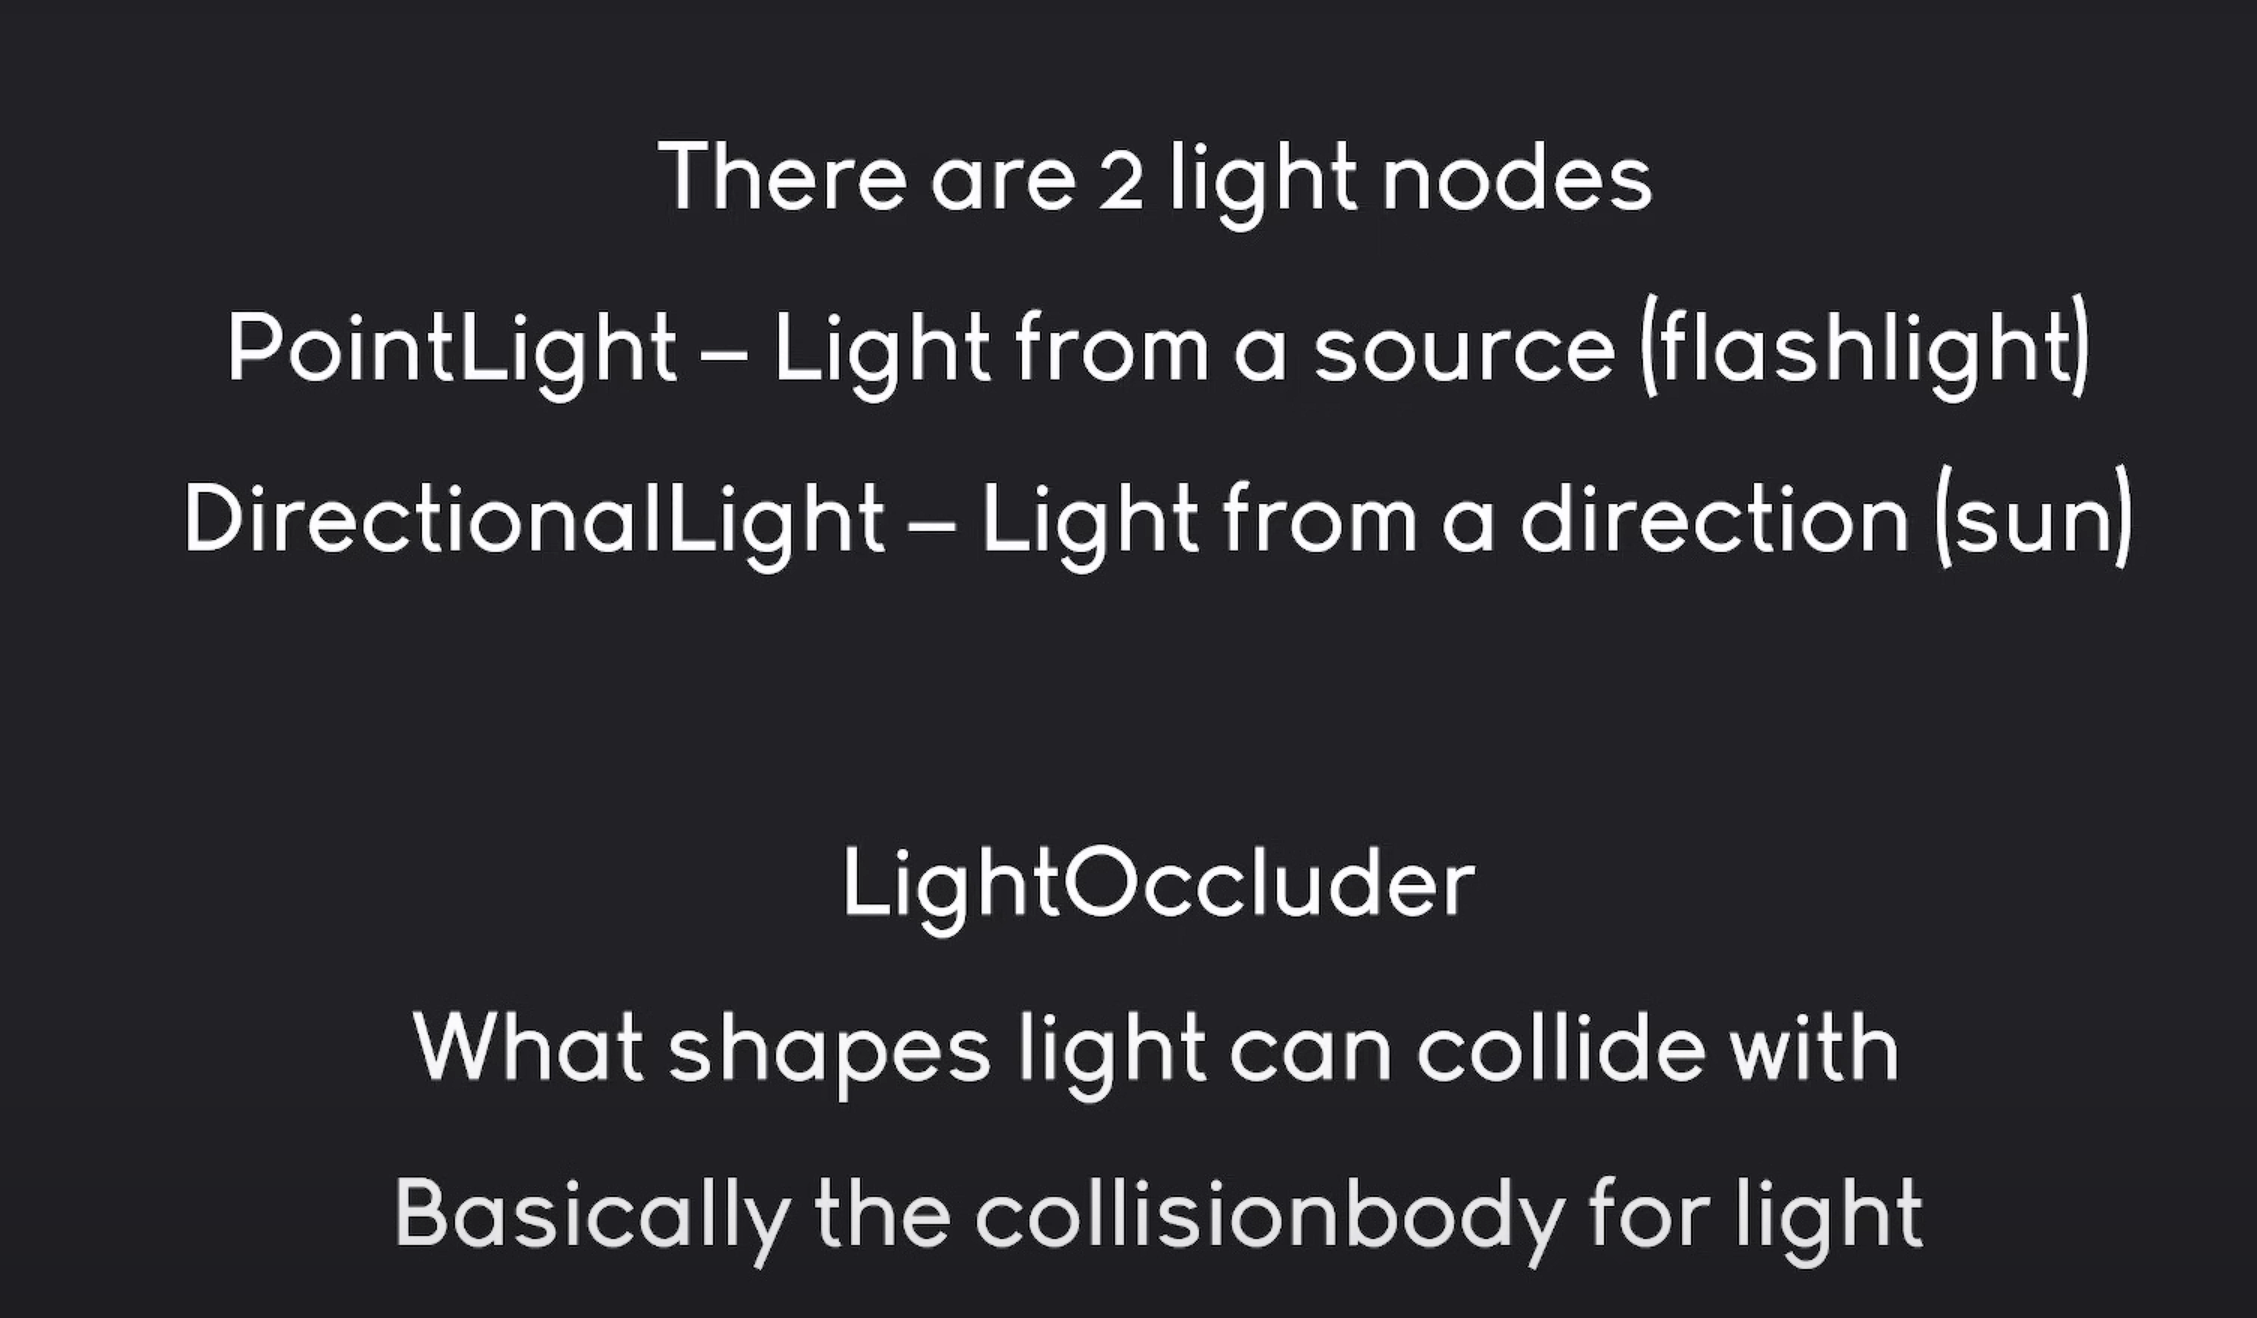 There are 2 light nodes
PointLight – Light from a source (flashlight)
DirectionalLight – Light from a direction (sun)
LightOccluder
What shapes light can collide with
Basically the collisionbody for light